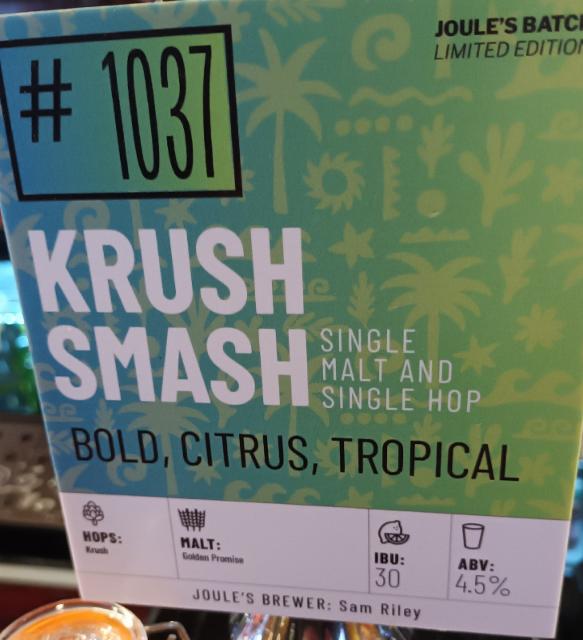 JOULE'S BATCH
LIMITED EDITION
# 1037
KRUSH
SMASH
SINGLE
MALT AND
SINGLE HOP
BOLD, CITRUS, TROPICAL
HOPS:
Krush
MALT:
Golden Promise
IBU:
30
ABV:
4.5%
JOULE'S BREWER: Sam Riley